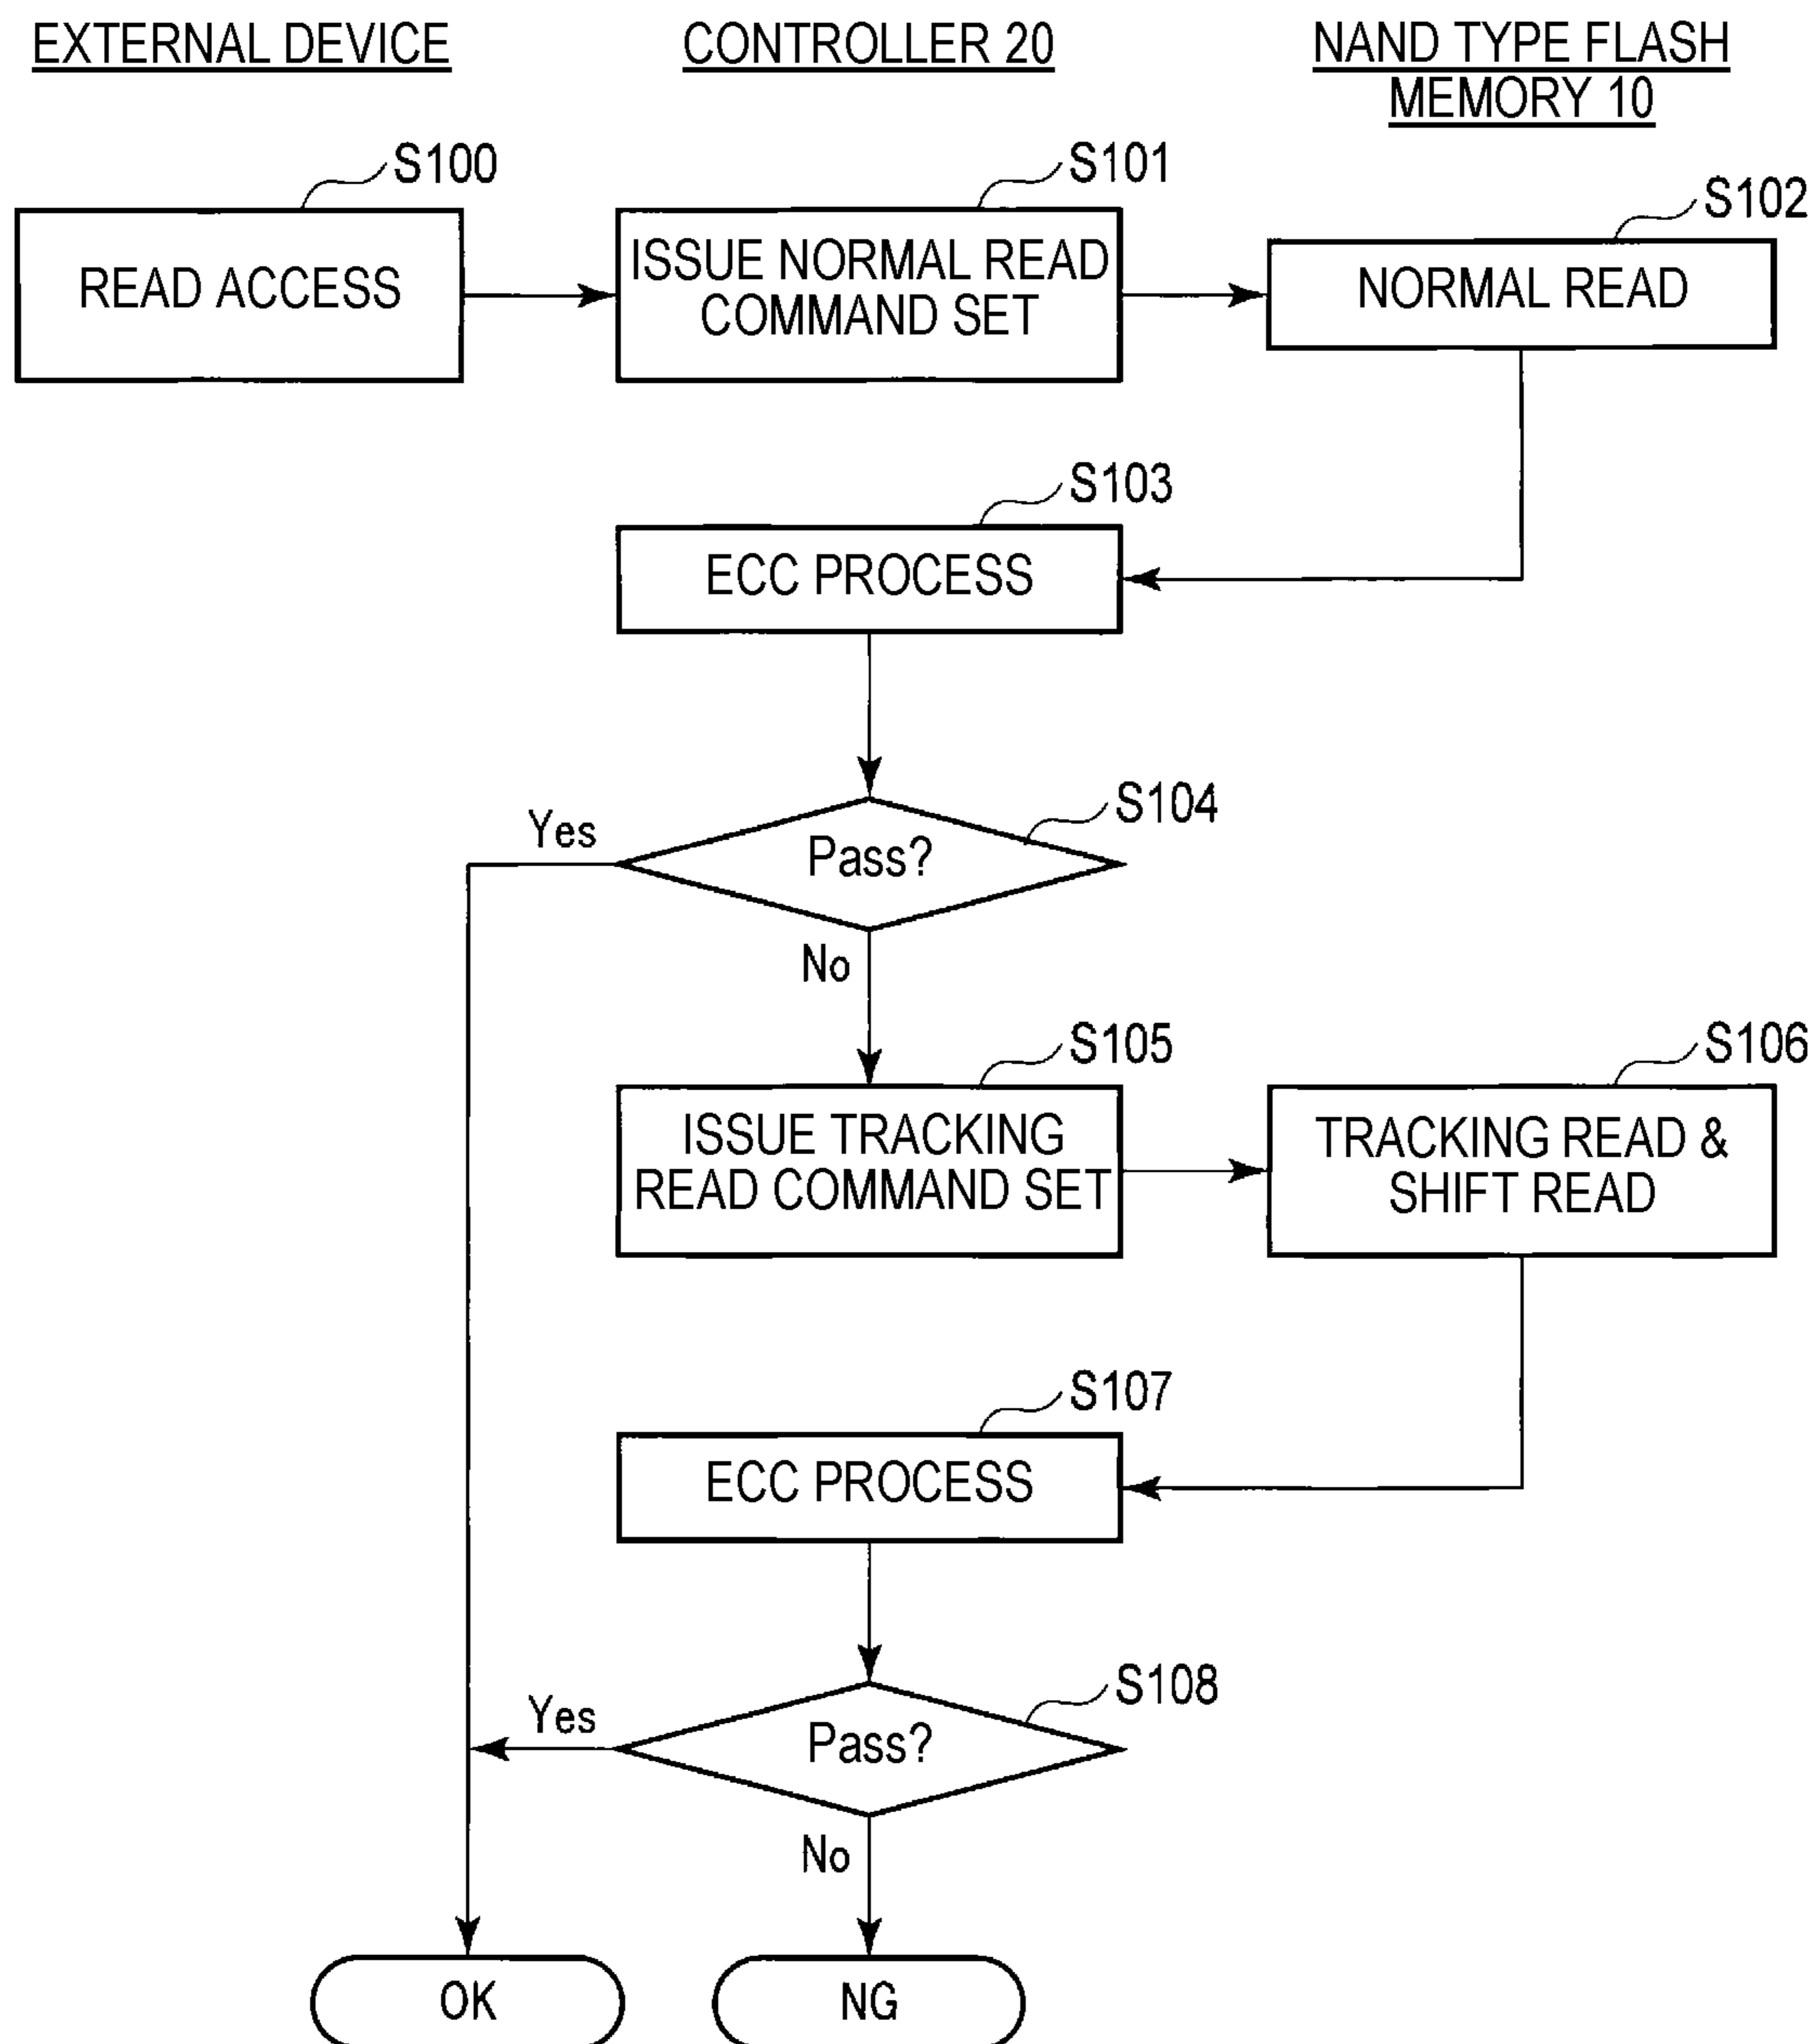 EXTERNAL DEVICE
CONTROLLER 20
NAND TYPE FLASH
MEMORY 10
S100
READ ACCESS
S101
ISSUE NORMAL READ
COMMAND SET
S102
NORMAL READ
S103
ECC PROCESS
S104
Pass?
Yes
No
S105
ISSUE TRACKING
READ COMMAND SET
S106
TRACKING READ &
SHIFT READ
S107
ECC PROCESS
S108
Pass?
Yes
No
OK
NG